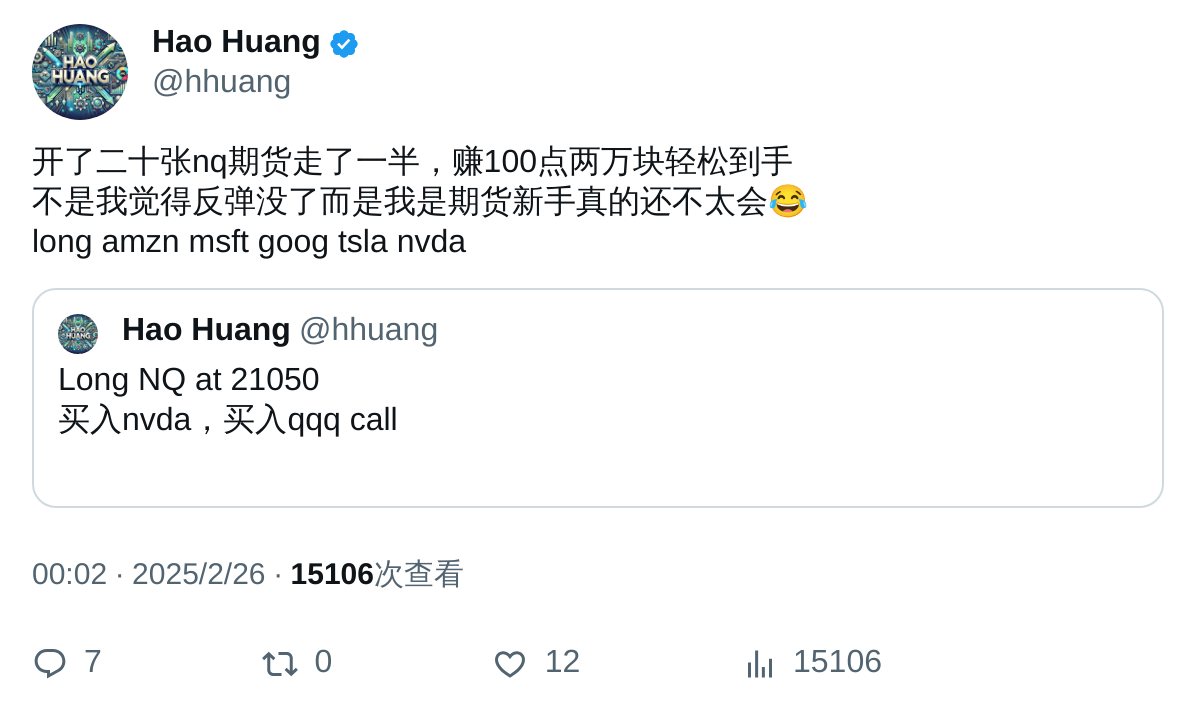 HAO
HUANG
Hao Huang
@hhuang
开了二十张nq期货走了一半，赚100点两万块轻松到手
不是我觉得反弹没了而是我是期货新手真的还不太会😂
long amzn msft goog tsla nvda
HAO
HUANG
Hao Huang @hhuang
Long NQ at 21050
买入nvda，买入qqq call
00:02 · 2025/2/26 · 15106次查看
7 0 12 15106